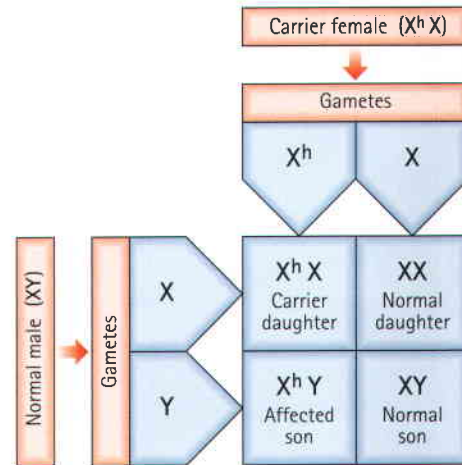 Carrier female (Xʰ X)
Gametes
Xʰ
X
Normal male (XY)
Gametes
X
Y
Xʰ X
Carrier
daughter
XX
Normal
daughter
Xʰ Y
Affected
son
XY
Normal
son